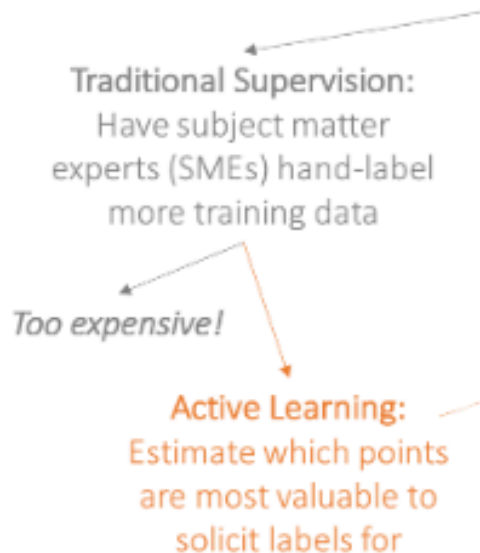 Traditional Supervision:
Have subject matter
experts (SMEs) hand-label
more training data
Too expensive!
Active Learning:
Estimate which points
are most valuable to
solicit labels for